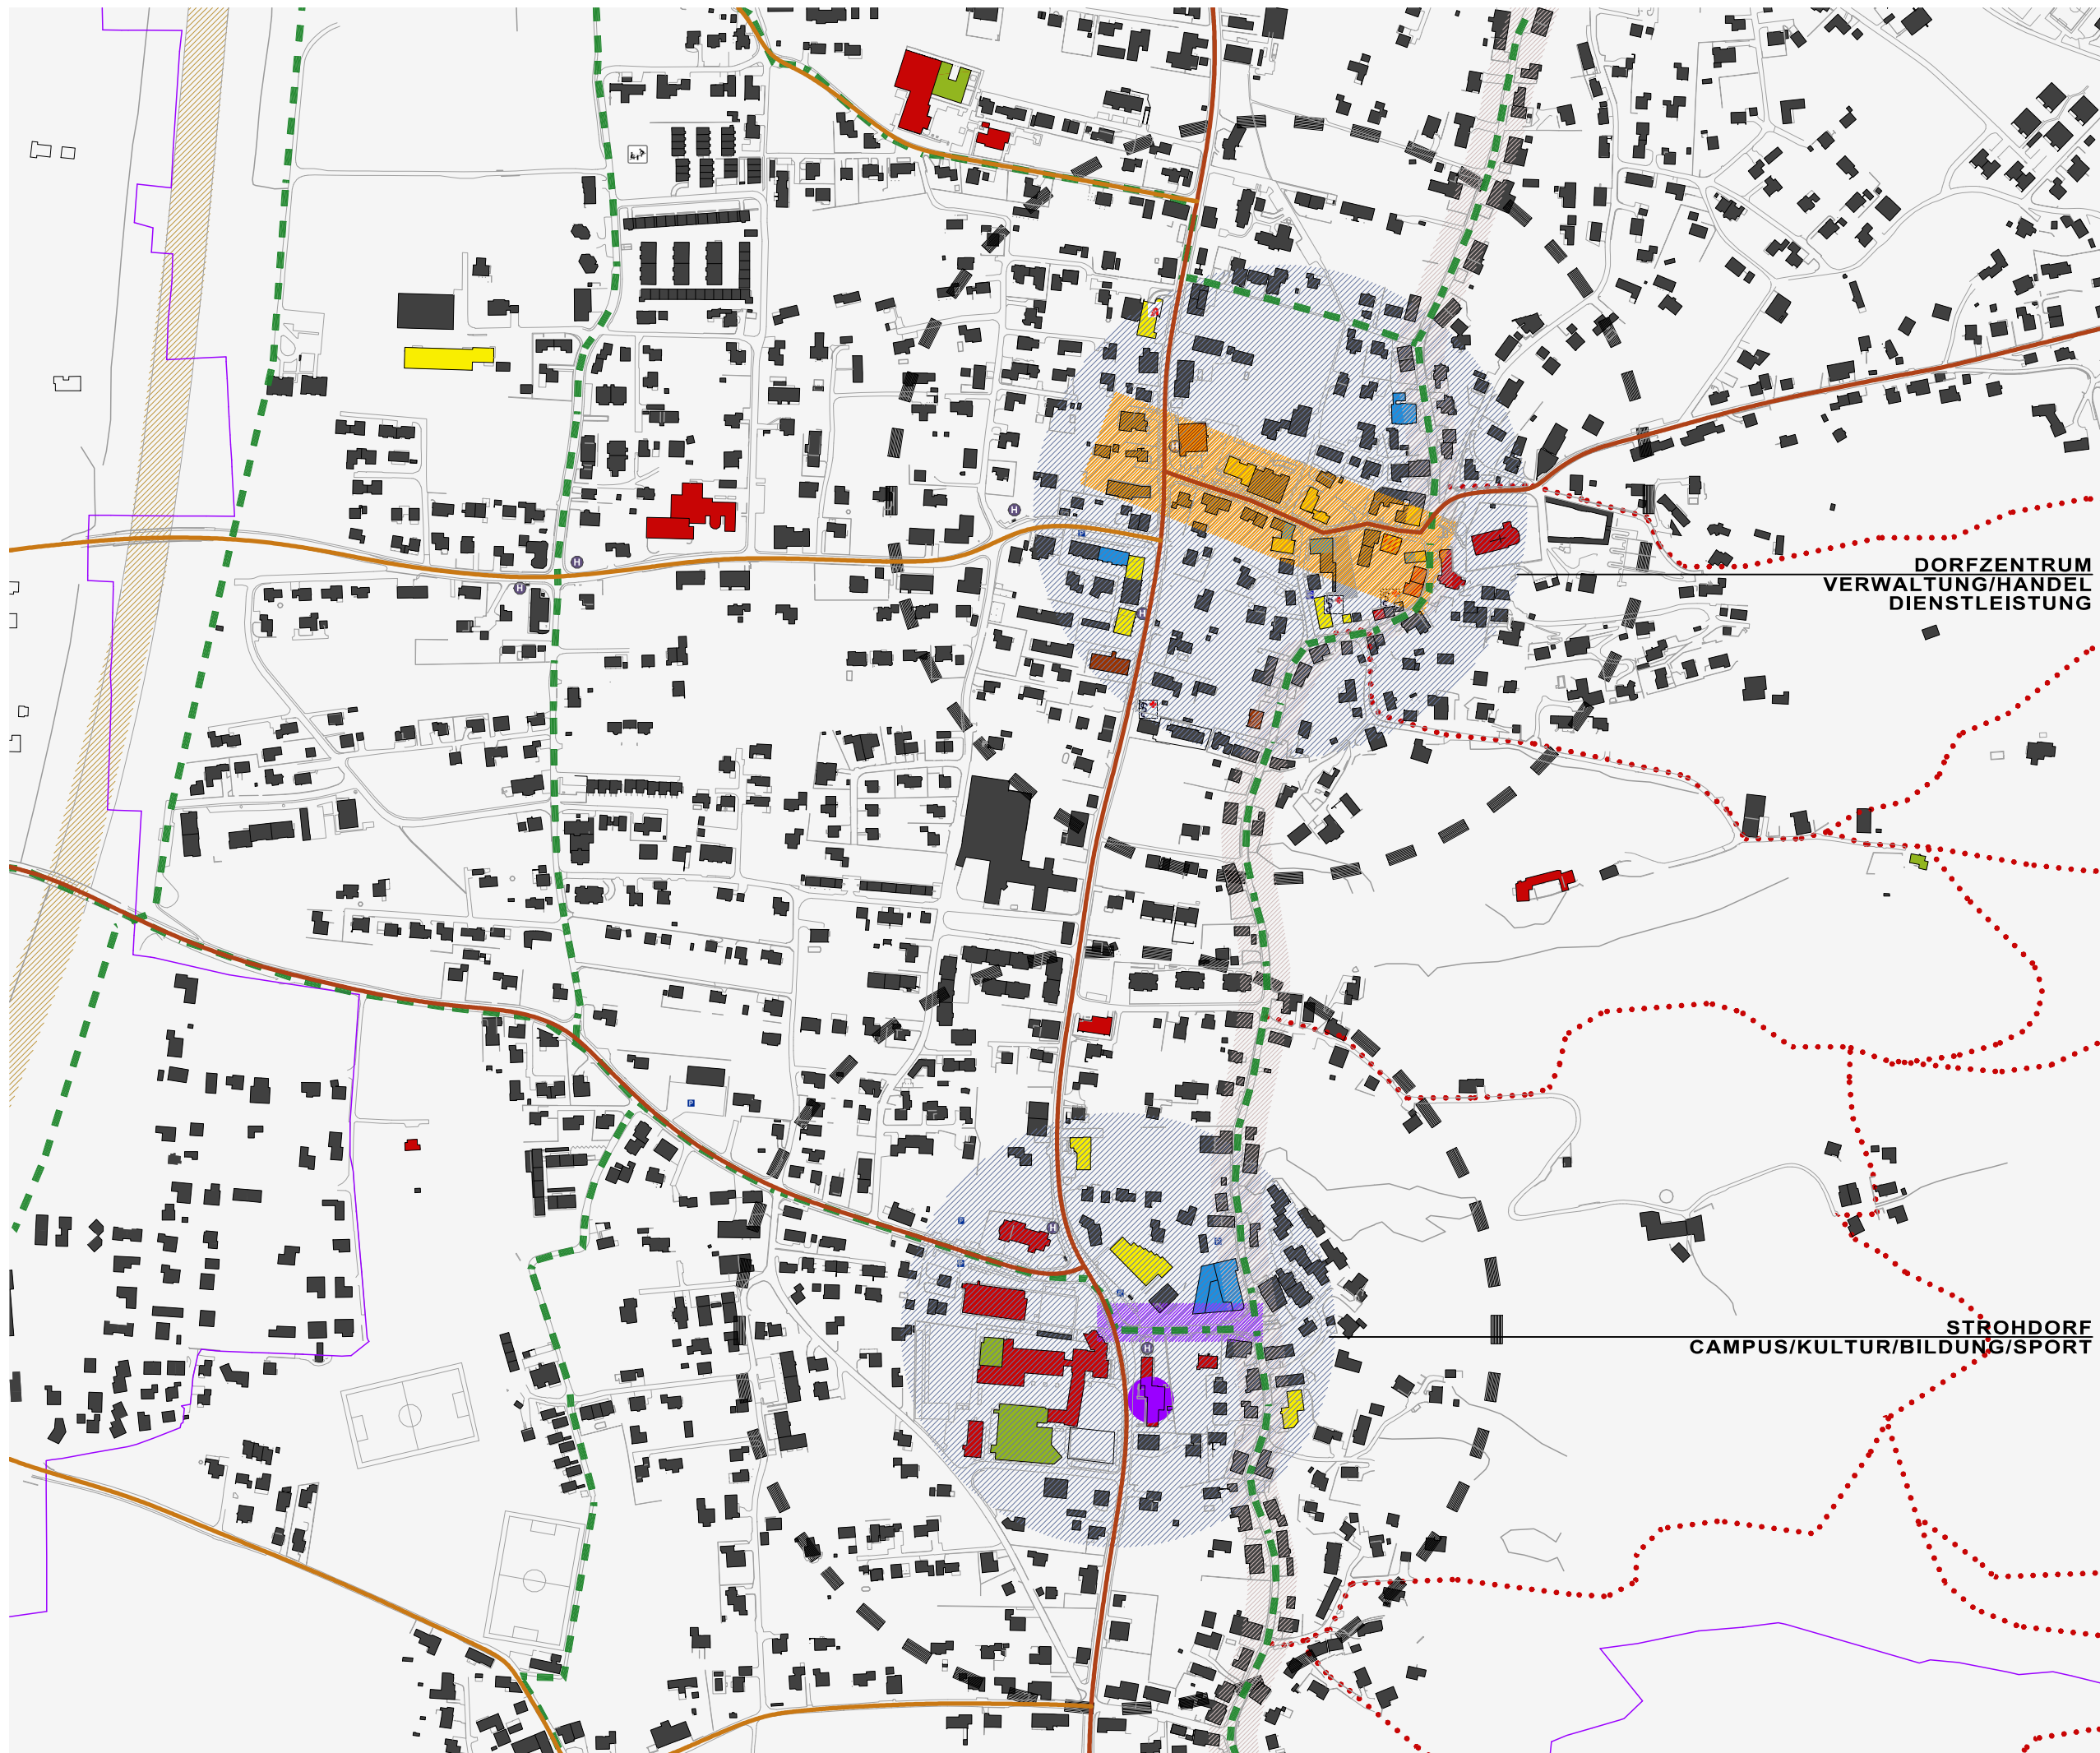 H
H
P
H
H
H
DORFZENTRUM
VERWALTUNG/HANDEL
DIENSTLEISTUNG
P
P
H
P
P
P
STROHDORF
CAMPUS/KULTUR/BILDUNG/SPORT
H